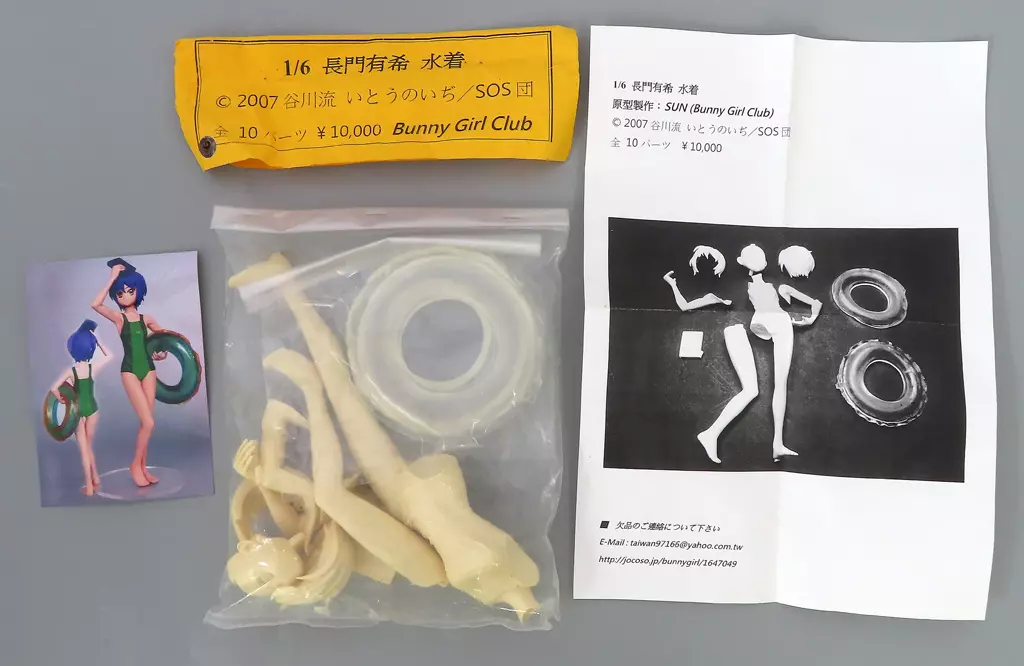 1/6 長門有希 水着
© 2007 谷川流 いとうのいぢ/SOS団
全 10 パーツ ¥10,000 Bunny Girl Club
1/6 長門有希 水着
原型製作:SUN (Bunny Girl Club)
© 2007 谷川流 いとうのいぢ/SOS団
全 10 パーツ ¥10,000
■ 欠品のご連絡について下さい
E-Mail : taiwan97166@yahoo.com.tw
http://jocoso.jp/bunnygirl/1647049